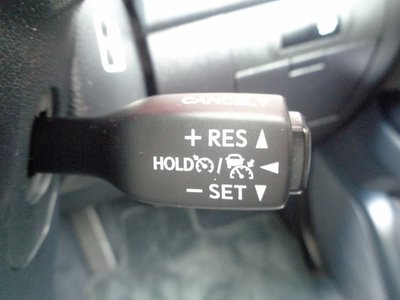 CANCEL▼
+ RES ▲
HOLD / ◀
– SET ▼